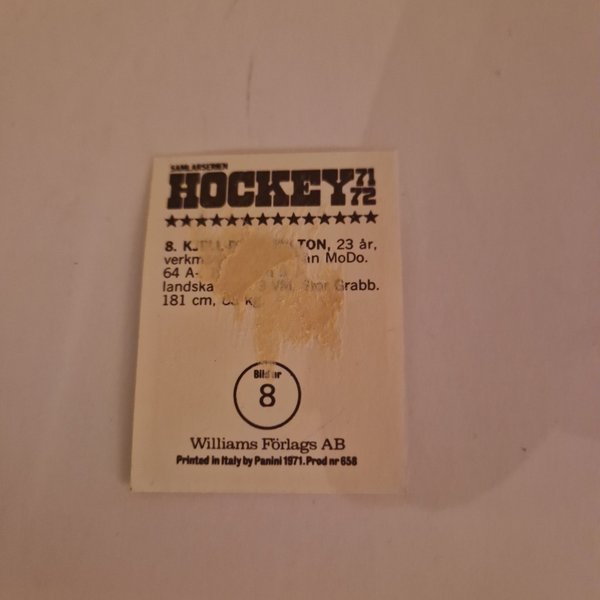 SAMLARSERIEN
HOCKEY 71 72
8. TON, 23 år,
MoDo.
64 A-
landska VM. Stor Grabb.
181 cm, kg
Bild nr
8
Williams Förlags AB
Printed in Italy by Panini 1971. Prod nr 658